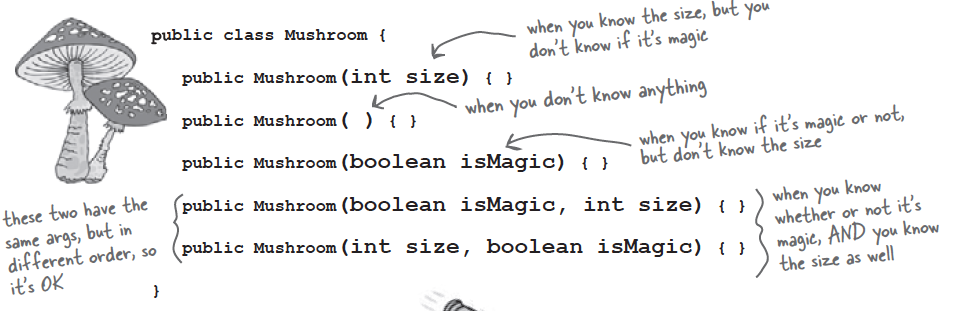 public class Mushroom {
when you know the size, but you
don't know if it's magic
public Mushroom(int size) { }
public Mushroom( ) { }
when you don't know anything
public Mushroom(boolean isMagic) { }
when you know if it's magic or not,
but don't know the size
these two have the
same args, but in
different order, so
it's OK
public Mushroom(boolean isMagic, int size) { }
public Mushroom(int size, boolean isMagic) { }
when you know
whether or not it's
magic, AND you know
the size as well
}